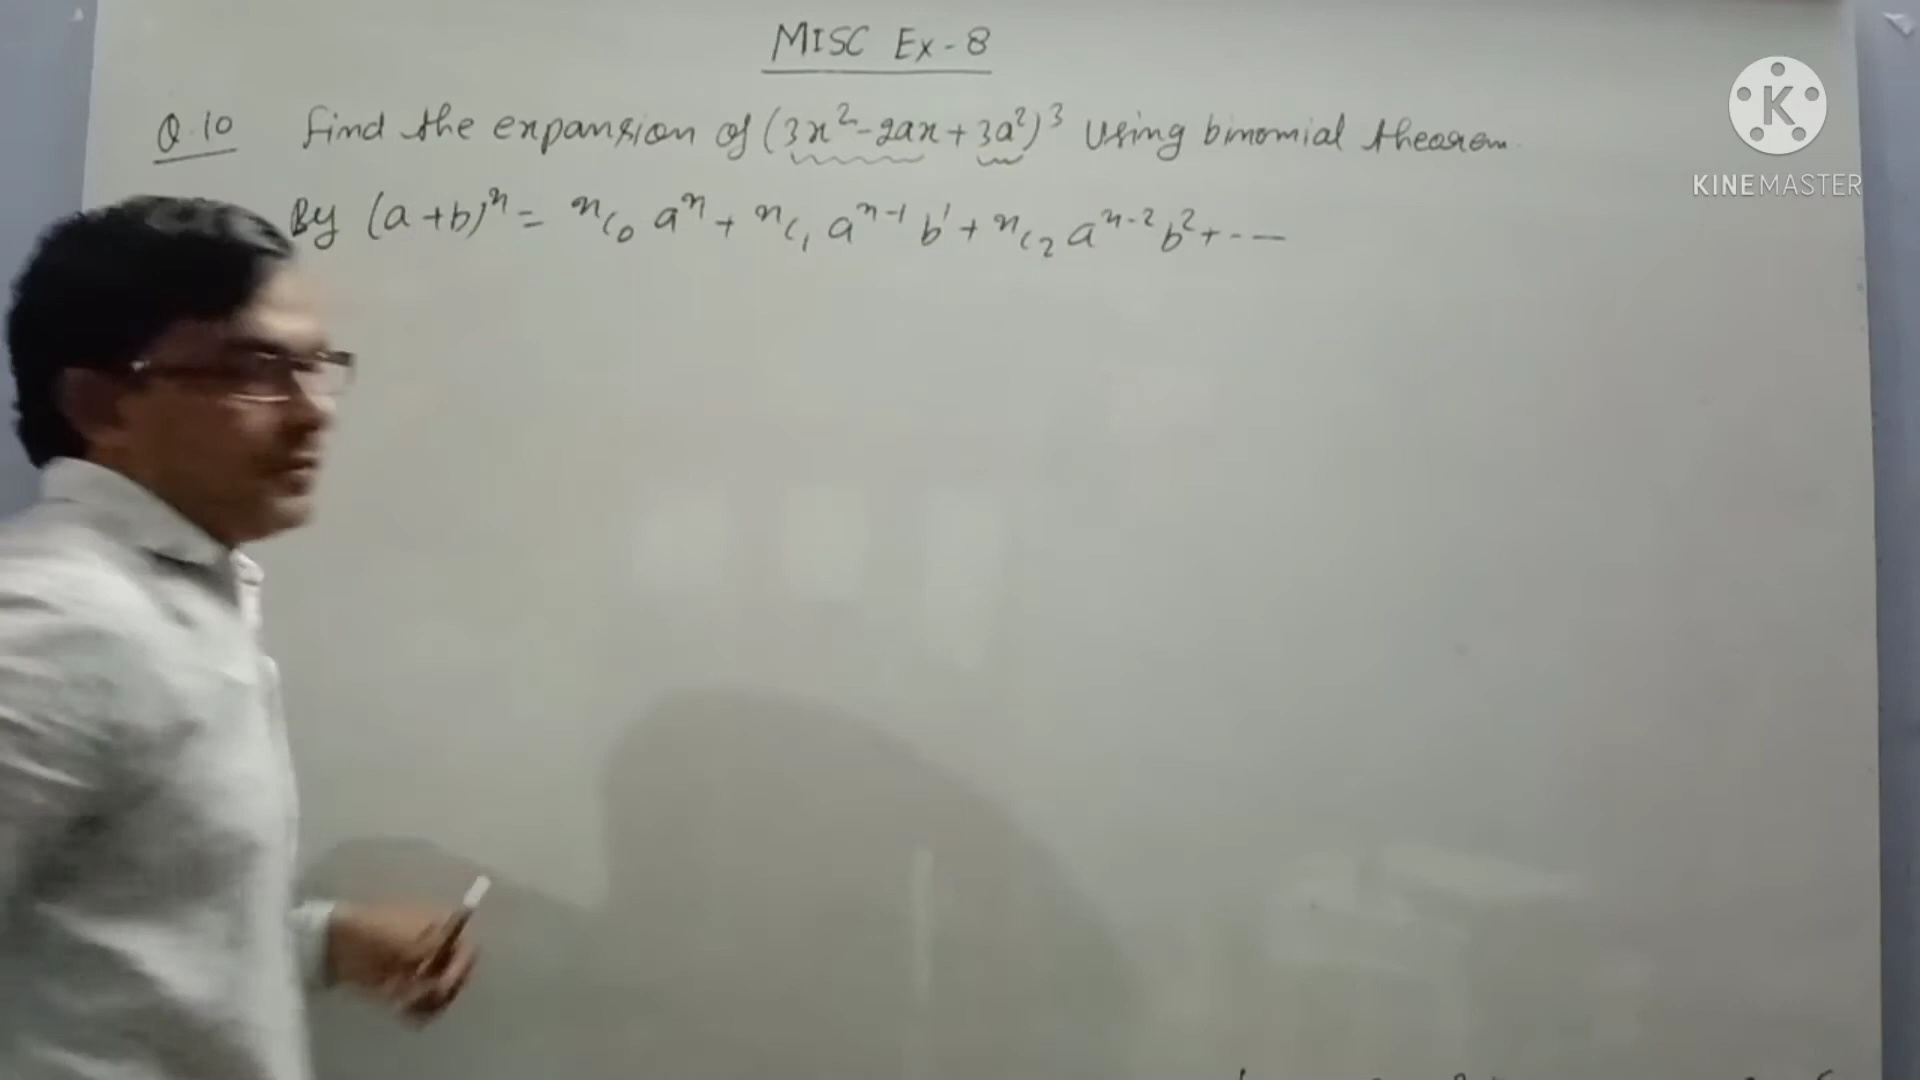 MISC Ex-8
Q.10 Find the expansion of (3x²-2ax+3a²)³ using binomial theorem.
By (a+b)ⁿ = ⁿC₀ aⁿ + ⁿC₁ aⁿ⁻¹ b¹ + ⁿC₂ aⁿ⁻² b² + ---
K
KINEMASTER